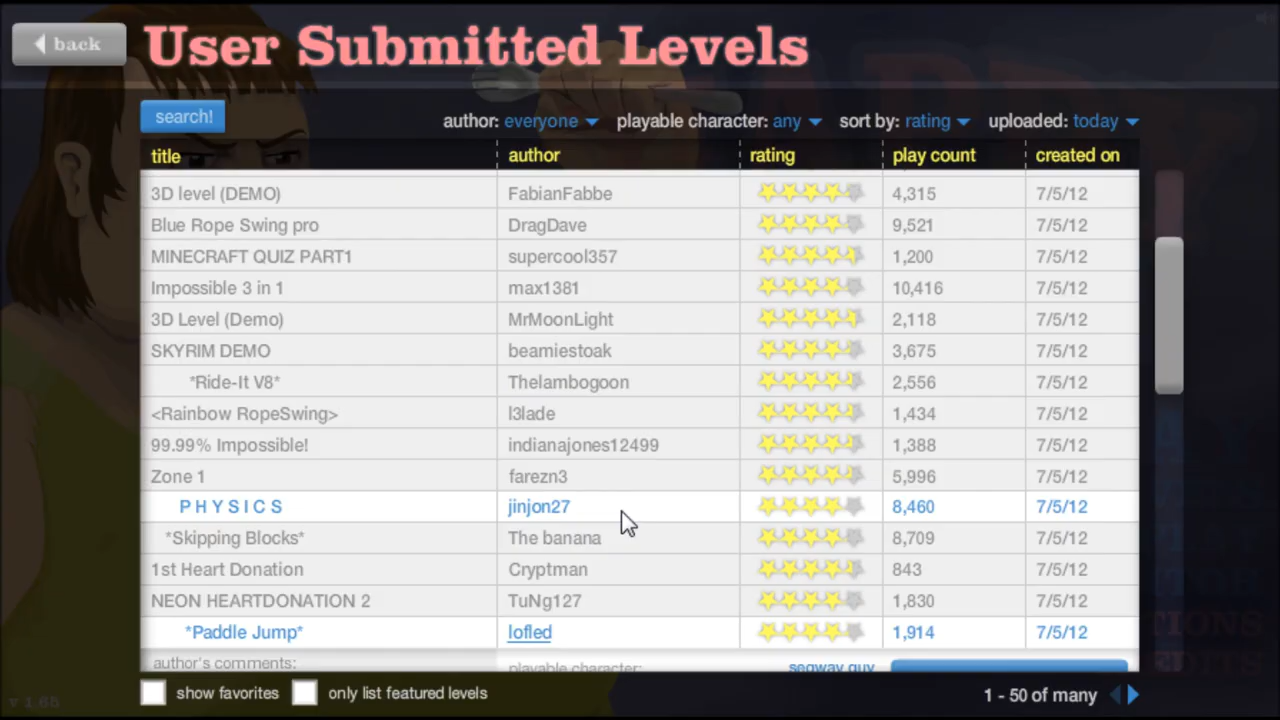 back
User Submitted Levels
search!
author: everyone playable character: any sort by: rating uploaded: today
title author rating play count created on
3D level (DEMO) FabianFabbe 4,315 7/5/12
Blue Rope Swing pro DragDave 9,521 7/5/12
MINECRAFT QUIZ PART1 supercool357 1,200 7/5/12
Impossible 3 in 1 max1381 10,416 7/5/12
3D Level (Demo) MrMoonLight 2,118 7/5/12
SKYRIM DEMO beamiestoak 3,675 7/5/12
*Ride-It V8* Thelambogoon 2,556 7/5/12
<Rainbow RopeSwing> l3lade 1,434 7/5/12
99.99% Impossible! indianajones12499 1,388 7/5/12
Zone 1 farezn3 5,996 7/5/12
P H Y S I C S jinjon27 8,460 7/5/12
*Skipping Blocks* The banana 8,709 7/5/12
1st Heart Donation Cryptman 843 7/5/12
NEON HEARTDONATION 2 TuNg127 1,830 7/5/12
*Paddle Jump* lofled 1,914 7/5/12
author's comments: playable character: segway guy
show favorites only list featured levels 1 - 50 of many
v 1.65